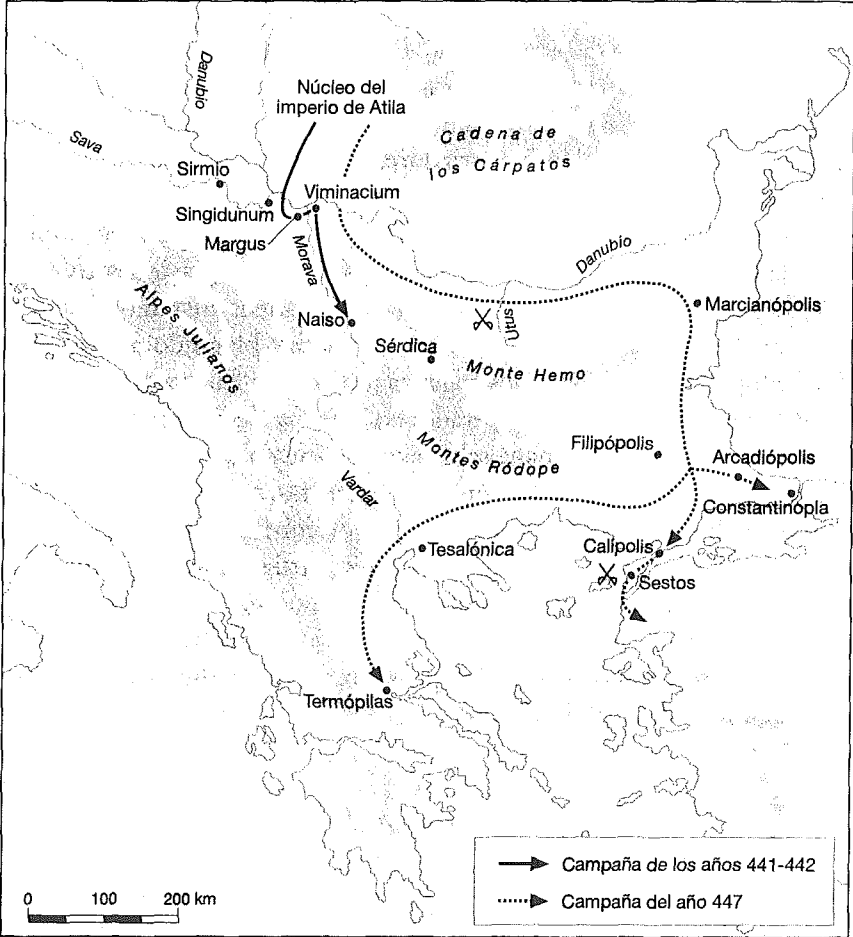 Danubio
Núcleo del
imperio de Atila
Sava
Cadena de
los Cárpatos
Sirmio
Viminacium
Singidunum
Margus
Morava
Danubio
Alpes Julianos
Naiso
Utus
Marcianópolis
Sérdica
Monte Hemo
Montes Ródope
Filipópolis
Arcadiópolis
Vardar
Constantinopla
Tesalónica
Calípolis
Sestos
Termópilas
Campaña de los años 441-442
Campaña del año 447
0 100 200 km